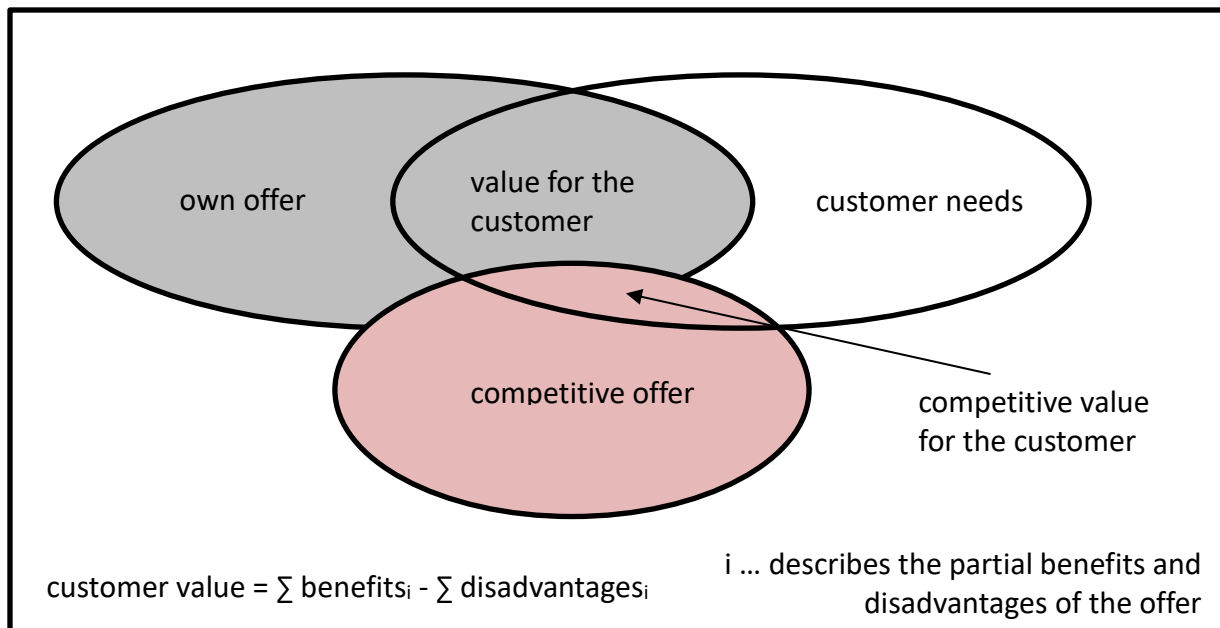 own offer
value for the
customer
customer needs
competitive offer
competitive value
for the customer
customer value = ∑ benefitsᵢ - ∑ disadvantagesᵢ
i ... describes the partial benefits and
disadvantages of the offer